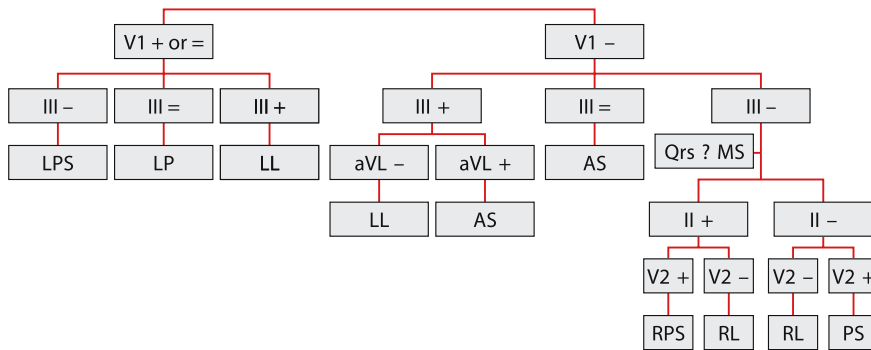 V1 + or =
V1 –
III –
III =
III +
III +
III =
III –
LPS
LP
LL
aVL –
aVL +
AS
Qrs ? MS
LL
AS
II +
II –
V2 +
V2 –
V2 –
V2 +
RPS
RL
RL
PS